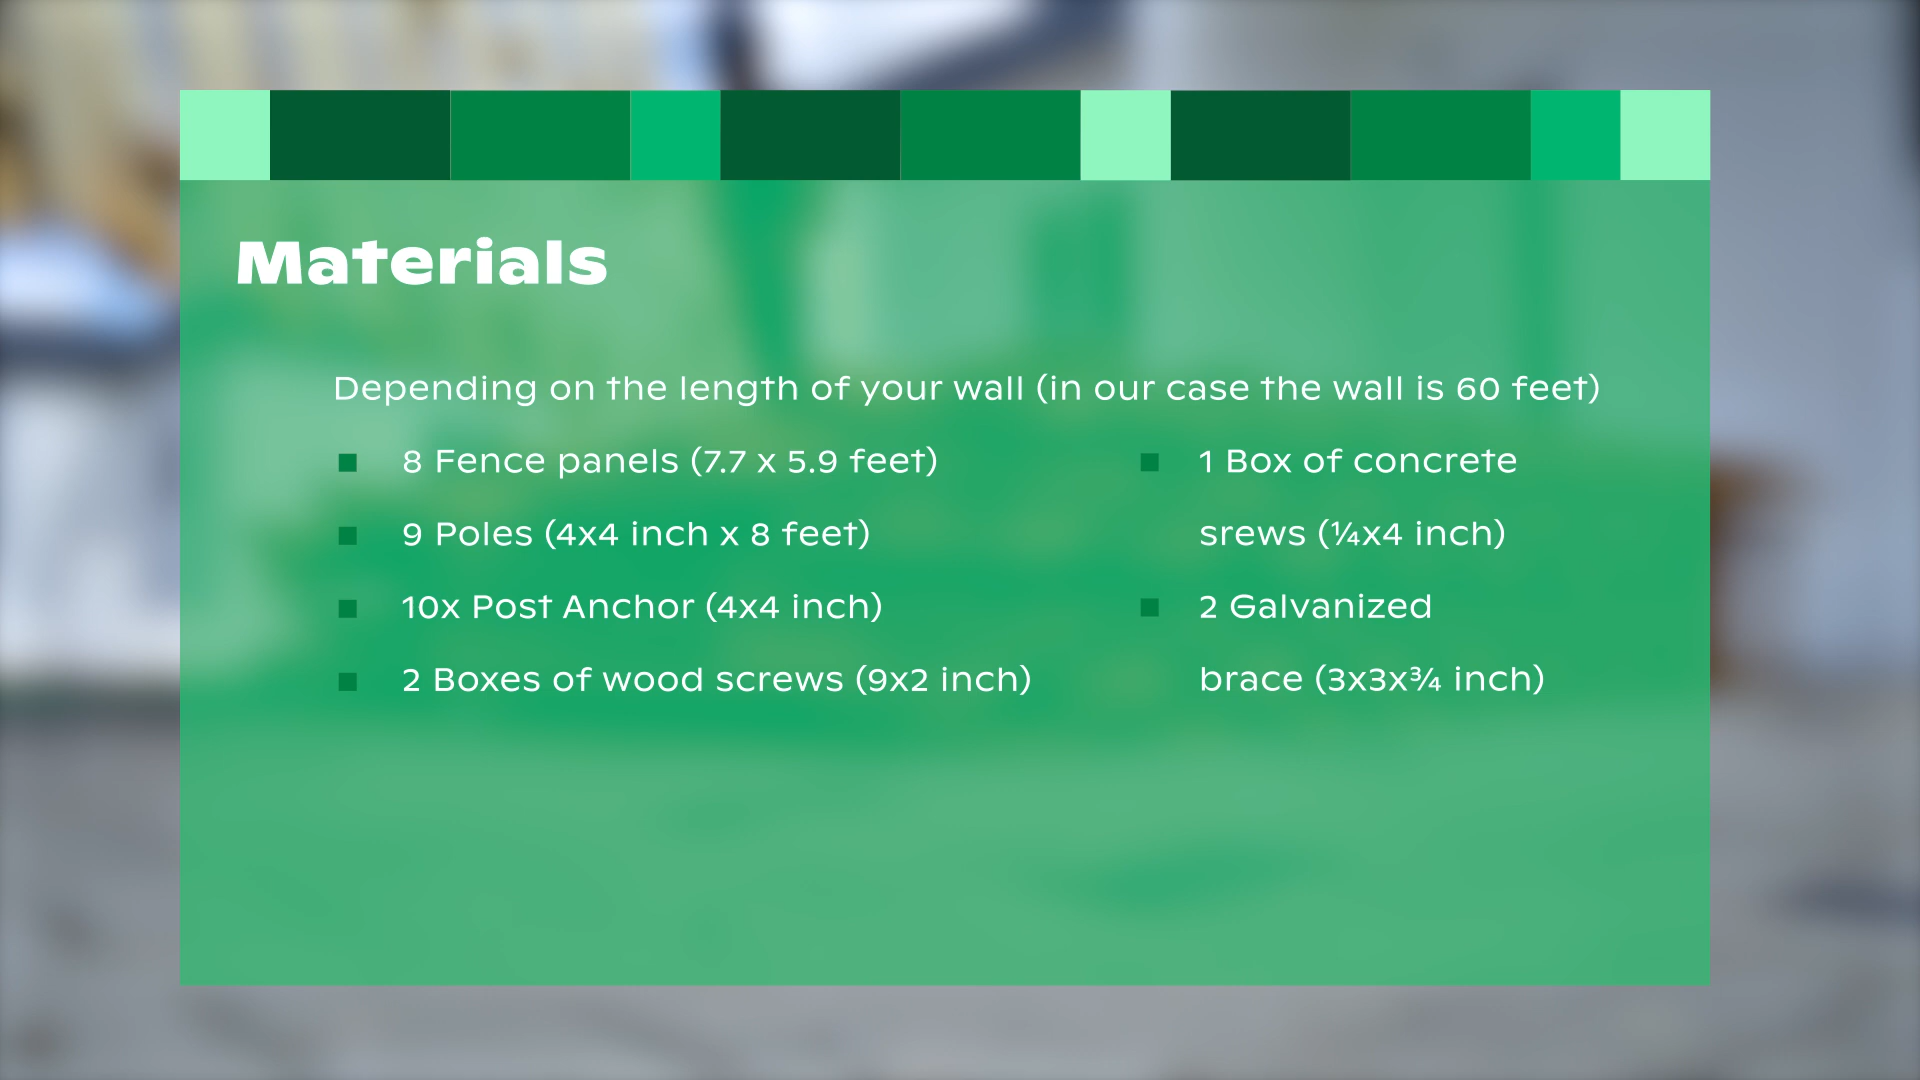 Materials
Depending on the length of your wall (in our case the wall is 60 feet)
8 Fence panels (7.7 x 5.9 feet)
9 Poles (4x4 inch x 8 feet)
10x Post Anchor (4x4 inch)
2 Boxes of wood screws (9x2 inch)
1 Box of concrete
srews (¼x4 inch)
2 Galvanized
brace (3x3x¾ inch)